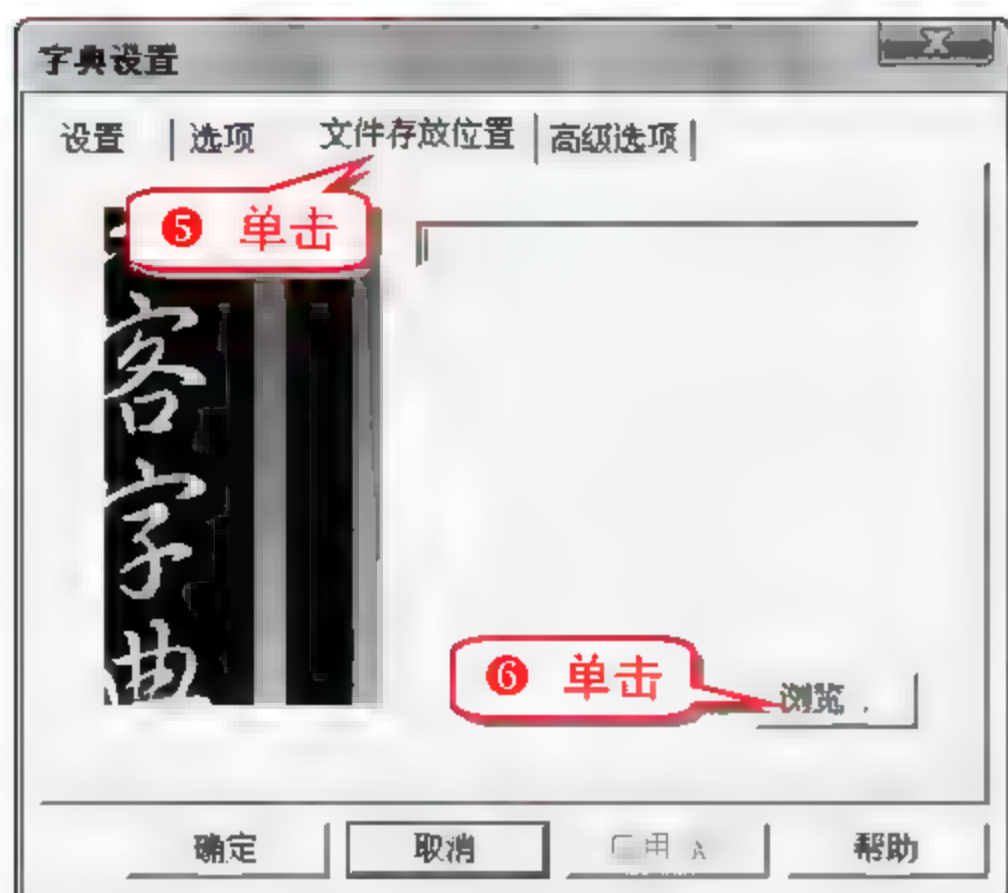 字典设置
设置 选项 文件存放位置 高级选项
❺ 单击
客字典
❻ 单击
浏览
确定 取消 帮助